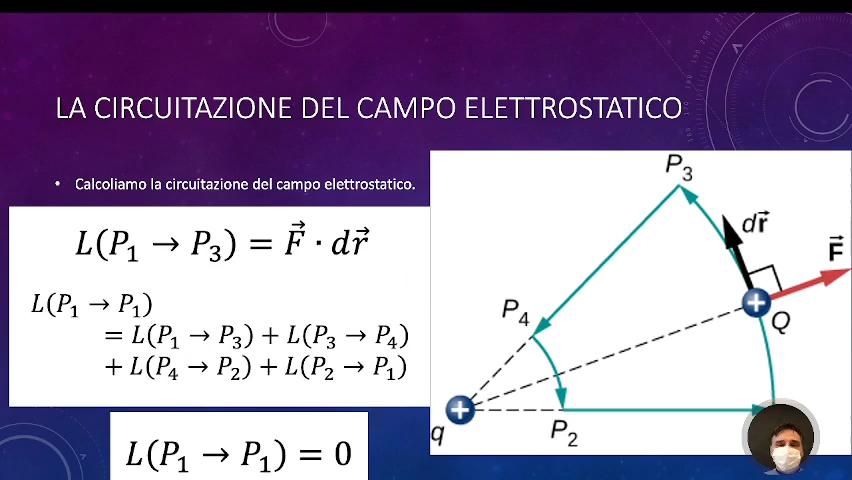 LA CIRCUITAZIONE DEL CAMPO ELETTROSTATICO
• Calcoliamo la circuitazione del campo elettrostatico.
L(P₁ → P₃) = F⃗ · dr⃗
L(P₁ → P₁)
= L(P₁ → P₃) + L(P₃ → P₄)
+ L(P₄ → P₂) + L(P₂ → P₁)
L(P₁ → P₁) = 0
P₃
dr⃗
F⃗
P₄
Q
q
P₂